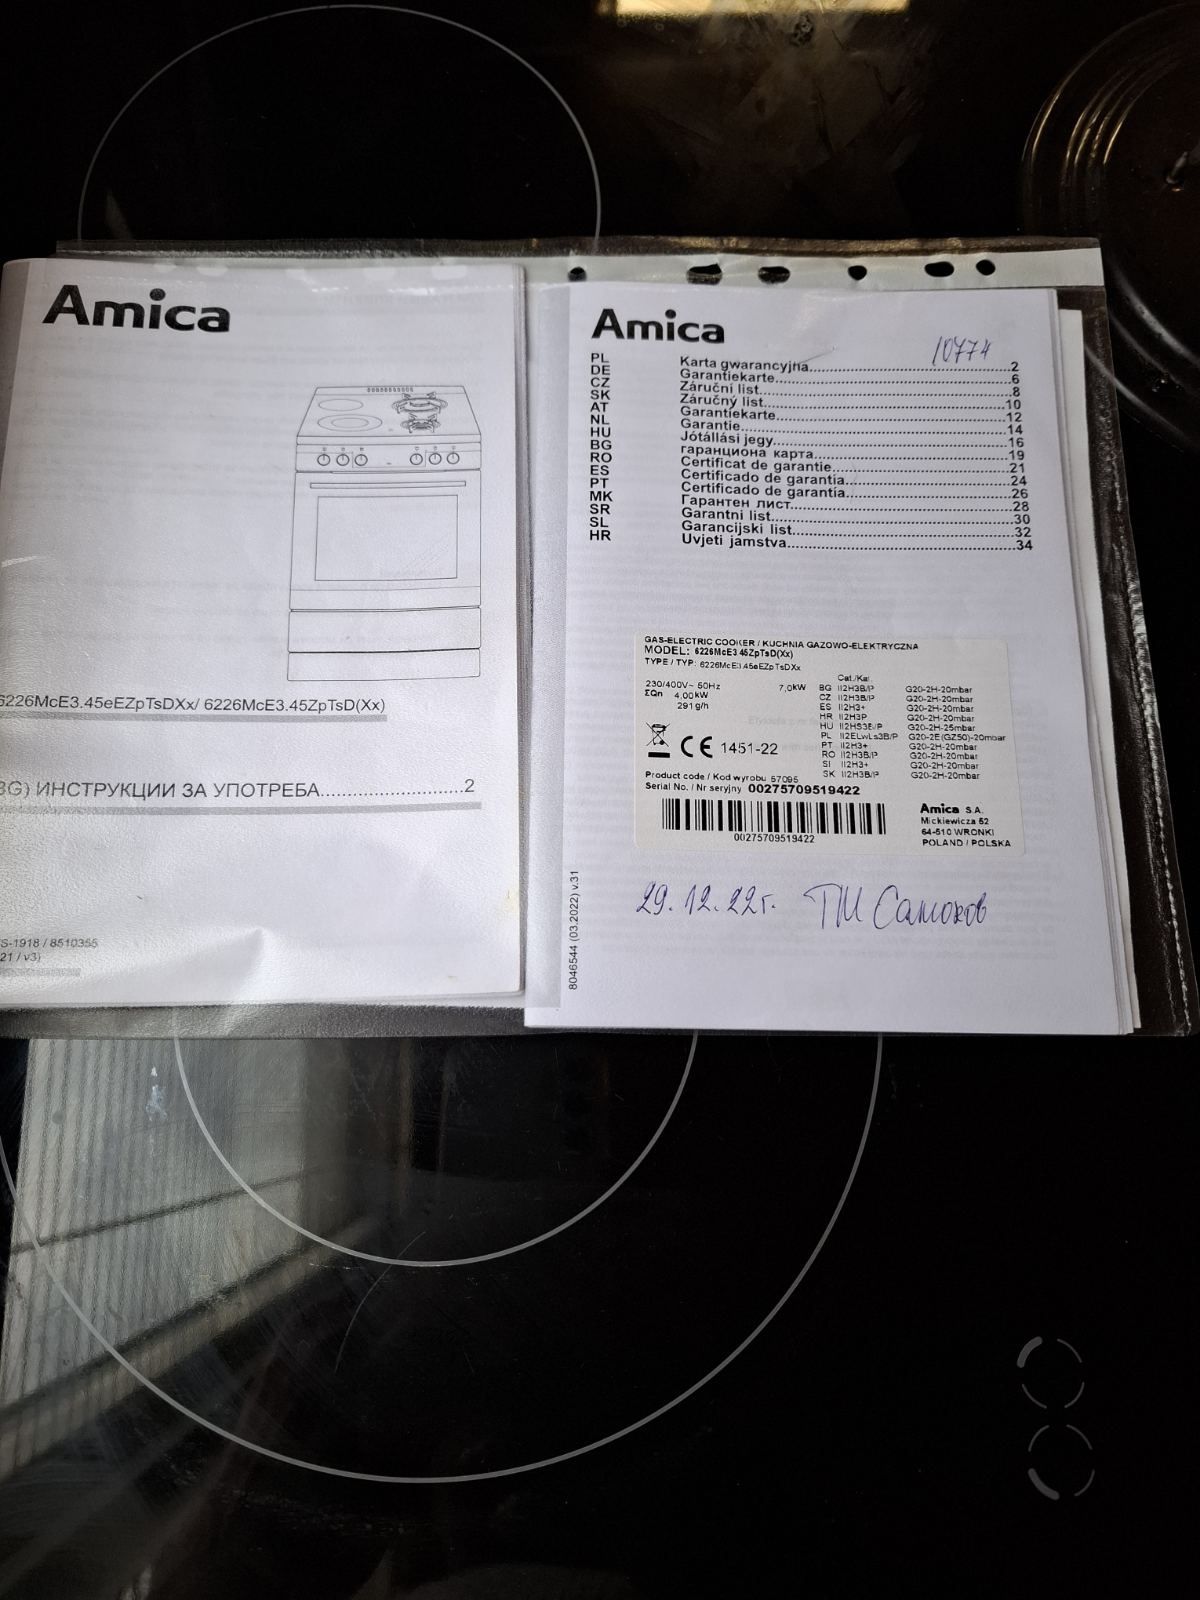 Amica
6226McE3.45eEZpTsDXx/ 6226McE3.45ZpTsD(Xx)
BG) ИНСТРУКЦИИ ЗА УПОТРЕБА..........................2
S-1918 / 8510355
21 / v3)
Amica
10774
PL Karta gwarancyjna..................................2
DE Garantiekarte..................................6
CZ Záruční list..................................8
SK Záručný list..................................10
AT Garantiekarte..................................12
NL Garantie..................................14
HU Jótállási jegy..................................16
BG гаранционa карта..................................19
RO Certificat de garantie..................................21
ES Certificado de garantia..................................24
PT Certificado de garantía..................................26
MK Гарантен лист..................................28
SR Garantni list..................................30
SL Garancijski list..................................32
HR Uvjeti jamstva..................................34
GAS-ELECTRIC COOKER / KUCHNIA GAZOWO-ELEKTRYCZNA
MODEL: 6226McE3.45ZpTsD(Xx)
TYPE / TYP: 6226McE3.45eEZpTsDXx
230/400V~ 50Hz 7,0kW
ΣQn 4,00kW
291g/h
Cat./Kat.
BG II2H3B/P G20-2H-20mbar
CZ II2H3B/P G20-2H-20mbar
ES II2H3+ G20-2H-20mbar
HR II2H3P G20-2H-20mbar
HU II2HS3B/P G20-2H-25mbar
PL II2ELwLs3B/P G20-2E(GZ50)-20mbar
PT II2H3+ G20-2H-20mbar
RO II2H3B/P G20-2H-20mbar
SI II2H3+ G20-2H-20mbar
SK II2H3B/P G20-2H-20mbar
CE 1451-22
Product code / Kod wyrobu 57095
Serial No. / Nr seryjny 00275709519422
00275709519422
Amica S.A.
Mickiewicza 52
64-510 WRONKI
POLAND / POLSKA
29.12.22г. ТМ Самоков
8046544 (03.2022) v.31